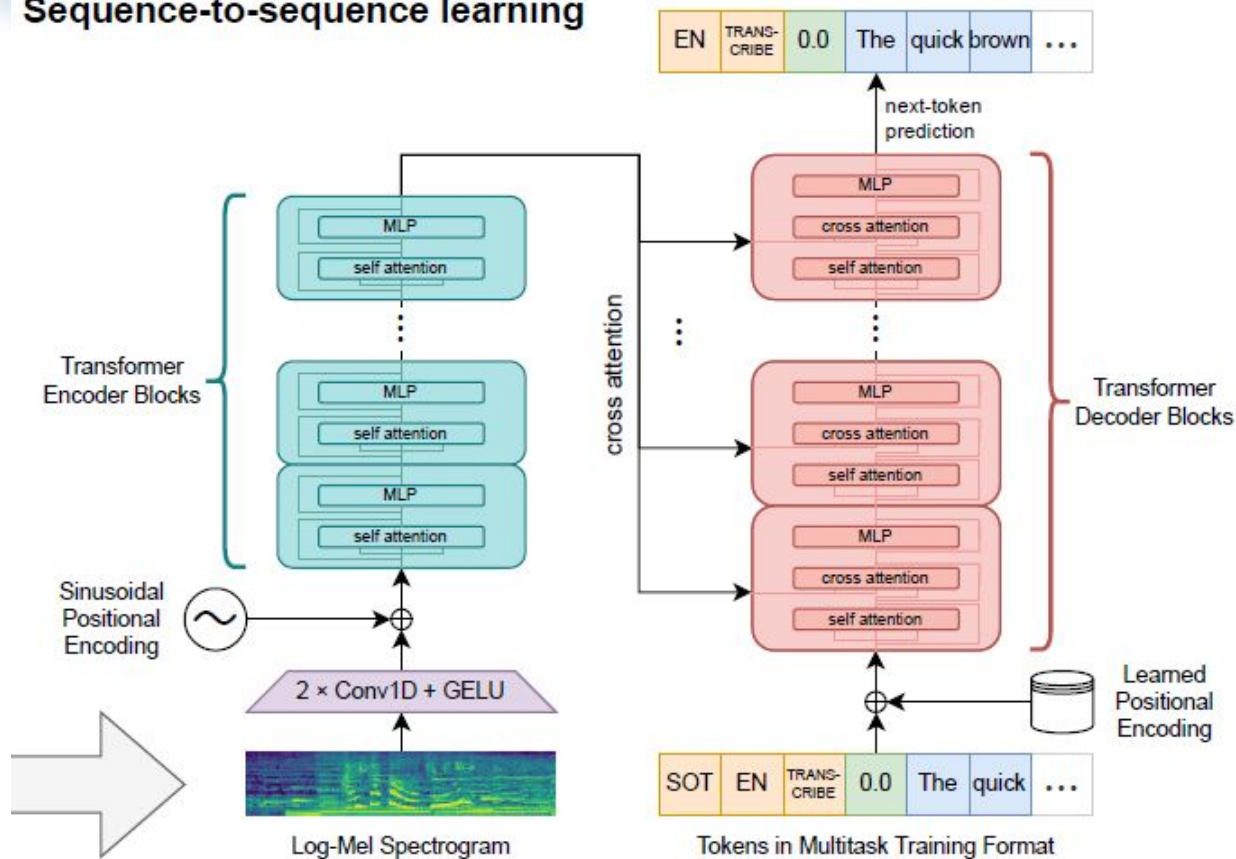 Sequence-to-sequence learning
EN TRANS-CRIBE 0.0 The quick brown ...
next-token
prediction
MLP
cross attention
self attention
MLP
self attention
Transformer
Encoder Blocks
cross attention
MLP
self attention
MLP
self attention
MLP
cross attention
self attention
MLP
cross attention
self attention
Transformer
Decoder Blocks
Sinusoidal
Positional
Encoding
2 × Conv1D + GELU
Learned
Positional
Encoding
SOT EN TRANS-CRIBE 0.0 The quick ...
Log-Mel Spectrogram
Tokens in Multitask Training Format